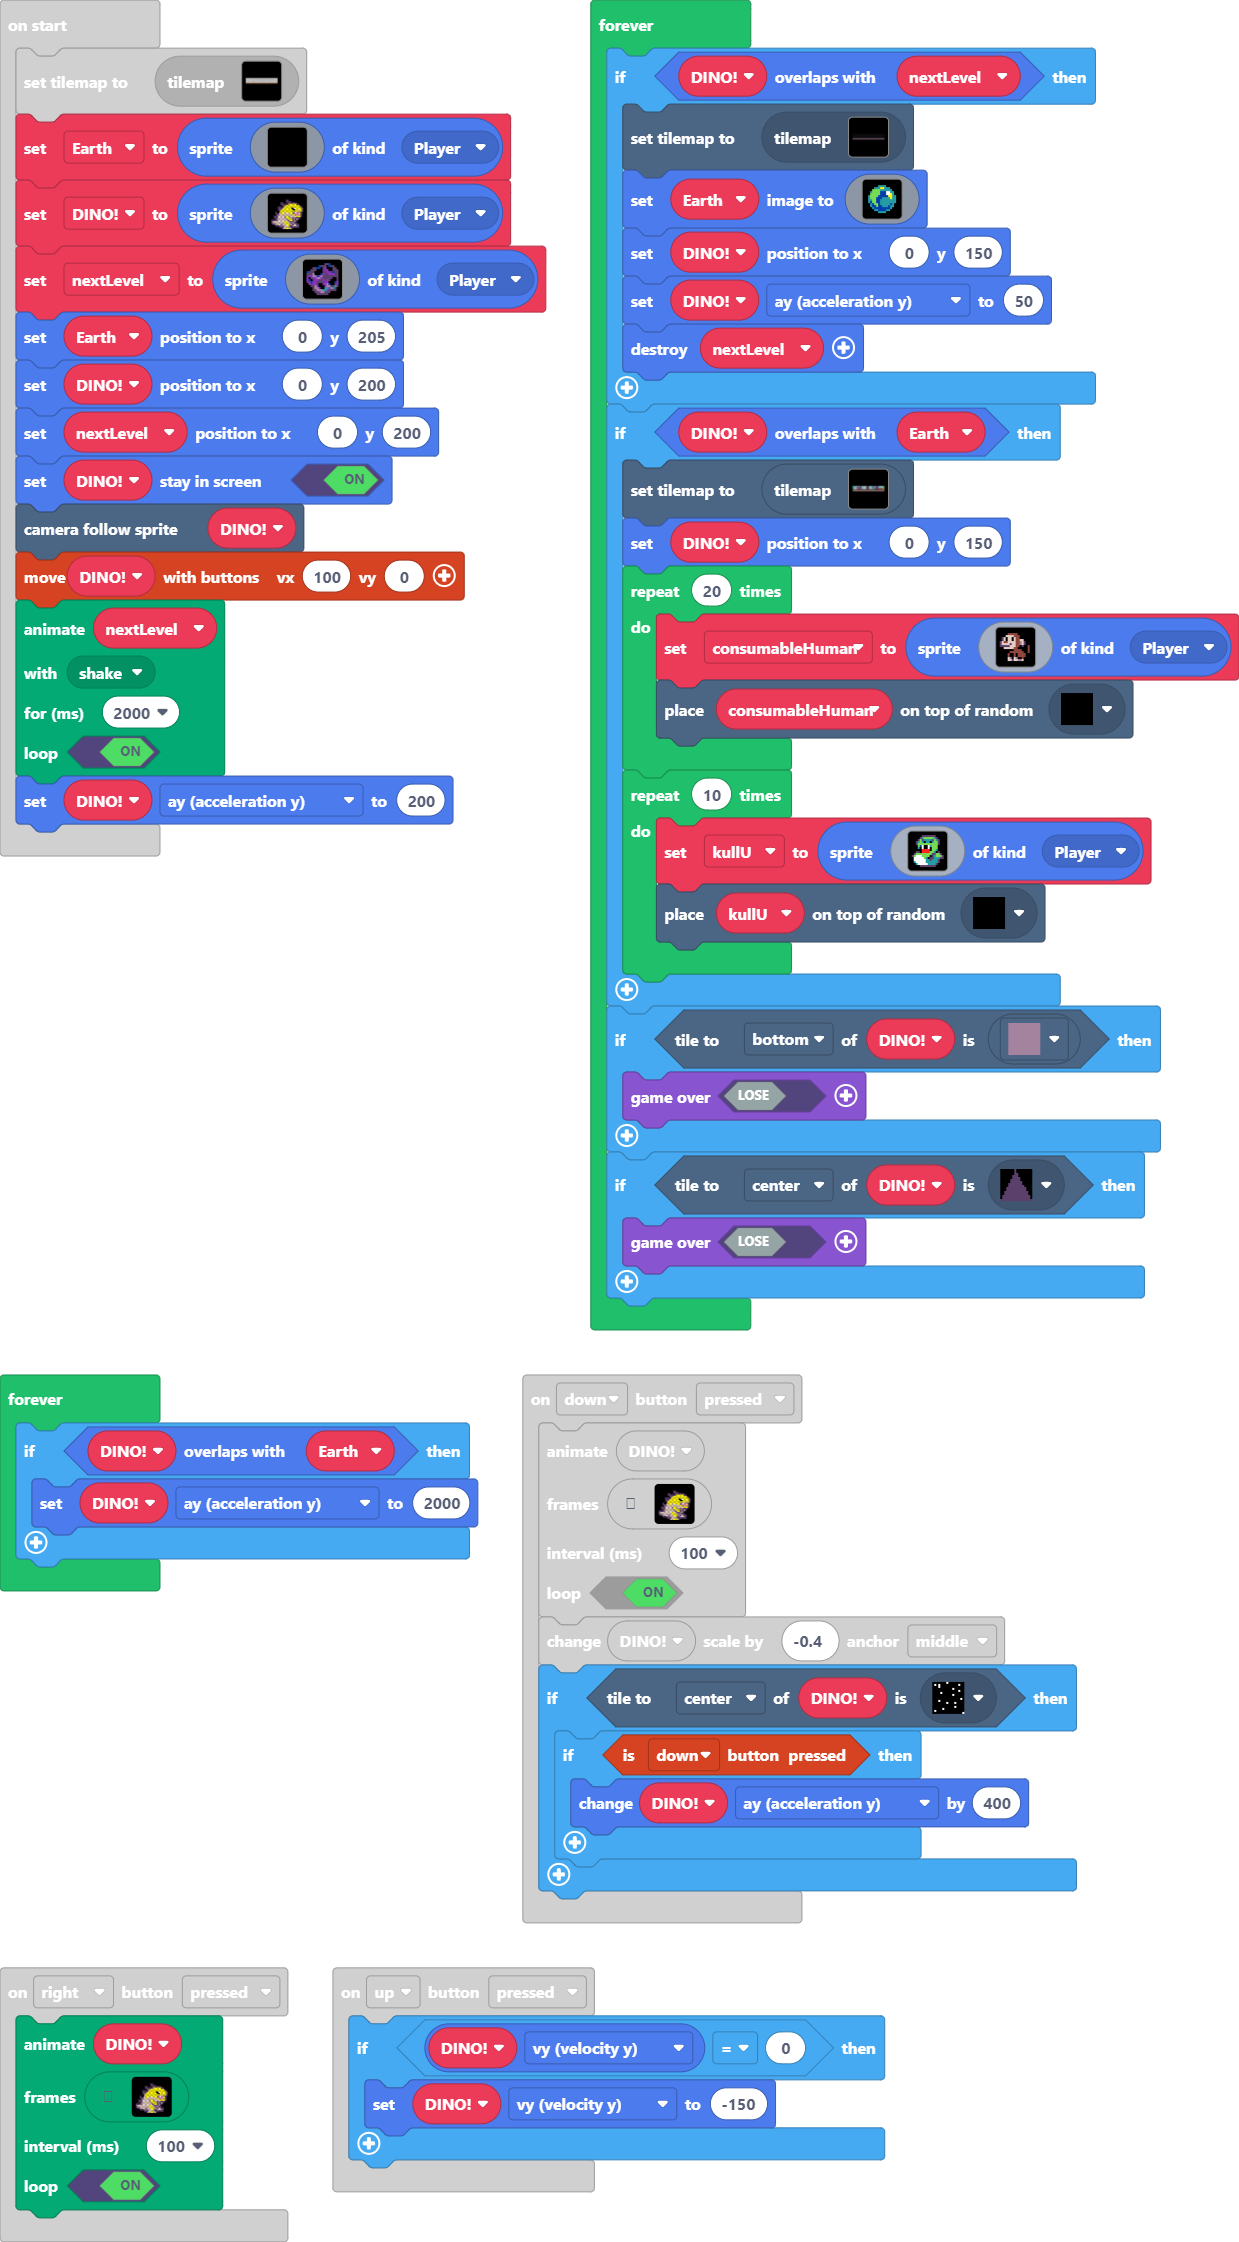 on start
set tilemap to tilemap
set Earth to sprite of kind Player
set DINO! to sprite of kind Player
set nextLevel to sprite of kind Player
set Earth position to x 0 y 205
set DINO! position to x 0 y 200
set nextLevel position to x 0 y 200
set DINO! stay in screen ON
camera follow sprite DINO!
move DINO! with buttons vx 100 vy 0
animate nextLevel
with shake
for (ms) 2000
loop ON
set DINO! ay (acceleration y) to 200
forever
if DINO! overlaps with nextLevel then
set tilemap to tilemap
set Earth image to
set DINO! position to x 0 y 150
set DINO! ay (acceleration y) to 50
destroy nextLevel
if DINO! overlaps with Earth then
set tilemap to tilemap
set DINO! position to x 0 y 150
repeat 20 times
do
set consumableHuman to sprite of kind Player
place consumableHuman on top of random
repeat 10 times
do
set kullU to sprite of kind Player
place kullU on top of random
if tile to bottom of DINO! is then
game over LOSE
if tile to center of DINO! is then
game over LOSE
forever
if DINO! overlaps with Earth then
set DINO! ay (acceleration y) to 2000
on down button pressed
animate DINO!
frames
interval (ms) 100
loop ON
change DINO! scale by -0.4 anchor middle
if tile to center of DINO! is then
if is down button pressed then
change DINO! ay (acceleration y) by 400
on right button pressed
animate DINO!
frames
interval (ms) 100
loop ON
on up button pressed
if DINO! vy (velocity y) = 0 then
set DINO! vy (velocity y) to -150